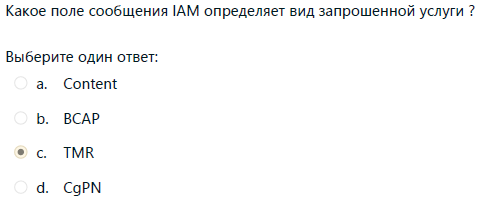 Какое поле сообщения IAM определяет вид запрошенной услуги ?
Выберите один ответ:
a. Content
b. BCAP
c. TMR
d. CgPN